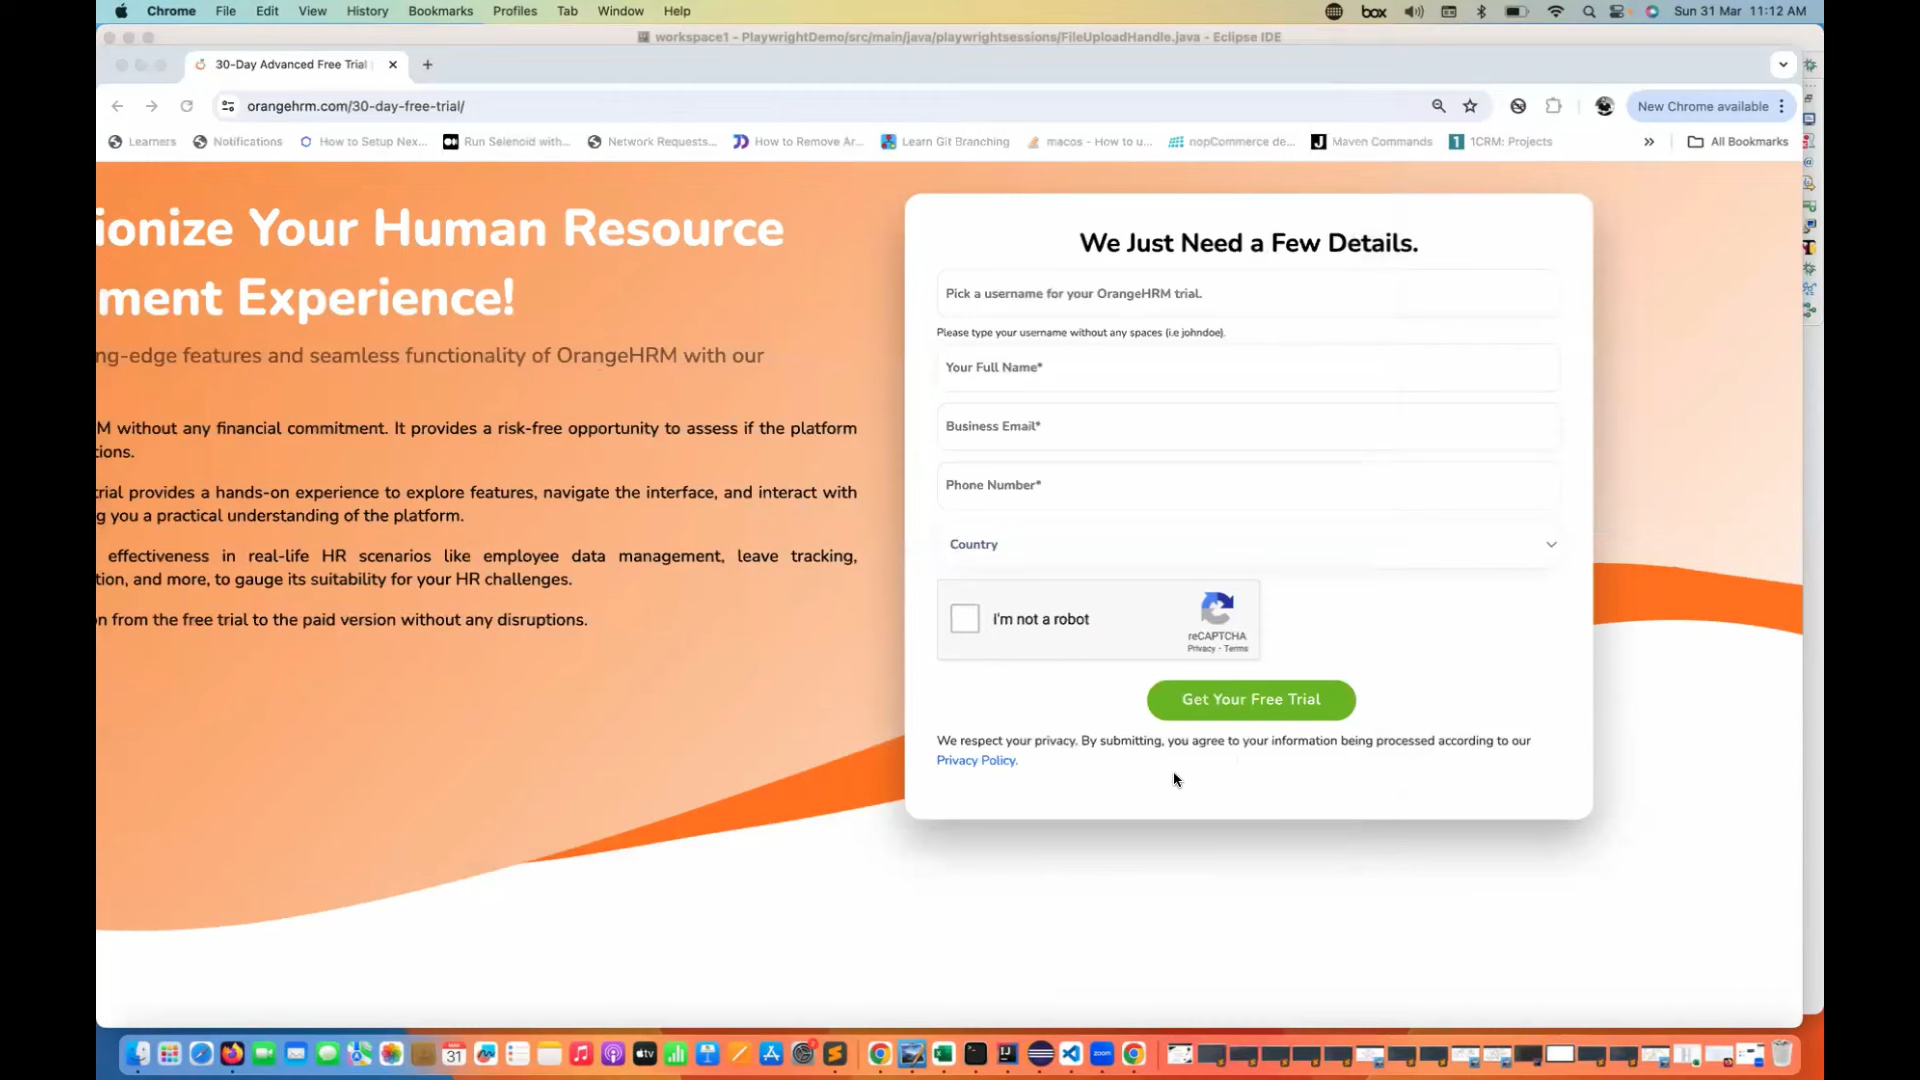 Chrome File Edit View History Bookmarks Profiles Tab Window Help box Sun 31 Mar 11:12 AM
workspace1 - PlaywrightDemo/src/main/java/playwrightsessions/FileUploadHandle.java - Eclipse IDE
30-Day Advanced Free Trial
orangehrm.com/30-day-free-trial/
New Chrome available
Learners Notifications How to Setup Nex... Run Selenoid with... Network Requests... How to Remove Ar... Learn Git Branching macos - How to u... nopCommerce de... Maven Commands 1CRM: Projects » All Bookmarks
ionize Your Human Resource
ment Experience!
ng-edge features and seamless functionality of OrangeHRM with our
M without any financial commitment. It provides a risk-free opportunity to assess if the platform
tions.
trial provides a hands-on experience to explore features, navigate the interface, and interact with
g you a practical understanding of the platform.
effectiveness in real-life HR scenarios like employee data management, leave tracking,
tion, and more, to gauge its suitability for your HR challenges.
n from the free trial to the paid version without any disruptions.
We Just Need a Few Details.
Pick a username for your OrangeHRM trial.
Please type your username without any spaces (i.e johndoe).
Your Full Name*
Business Email*
Phone Number*
Country
I'm not a robot
reCAPTCHA
Privacy - Terms
Get Your Free Trial
We respect your privacy. By submitting, you agree to your information being processed according to our
Privacy Policy.
31
tv
zoom